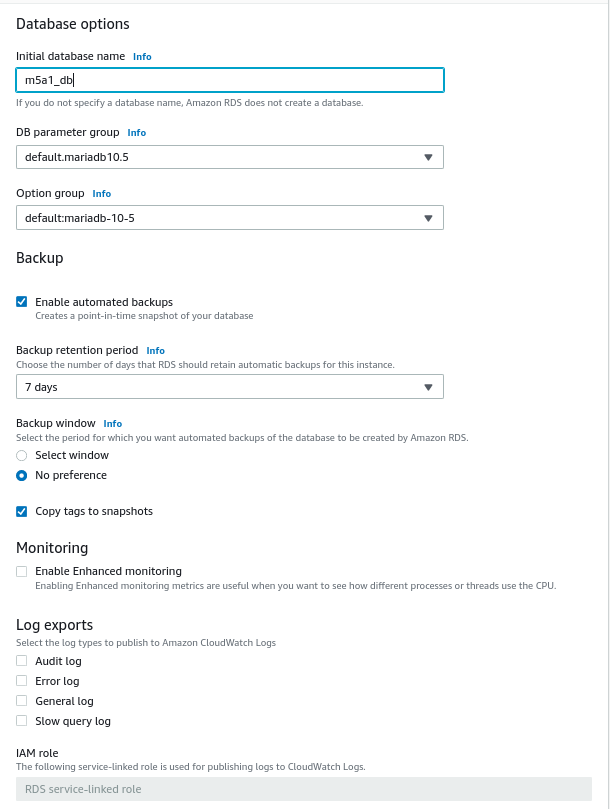 Database options
Initial database name Info
m5a1_db
If you do not specify a database name, Amazon RDS does not create a database.
DB parameter group Info
default.mariadb10.5
Option group Info
default:mariadb-10-5
Backup
Enable automated backups
Creates a point-in-time snapshot of your database
Backup retention period Info
Choose the number of days that RDS should retain automatic backups for this instance.
7 days
Backup window Info
Select the period for which you want automated backups of the database to be created by Amazon RDS.
Select window
No preference
Copy tags to snapshots
Monitoring
Enable Enhanced monitoring
Enabling Enhanced monitoring metrics are useful when you want to see how different processes or threads use the CPU.
Log exports
Select the log types to publish to Amazon CloudWatch Logs
Audit log
Error log
General log
Slow query log
IAM role
The following service-linked role is used for publishing logs to CloudWatch Logs.
RDS service-linked role